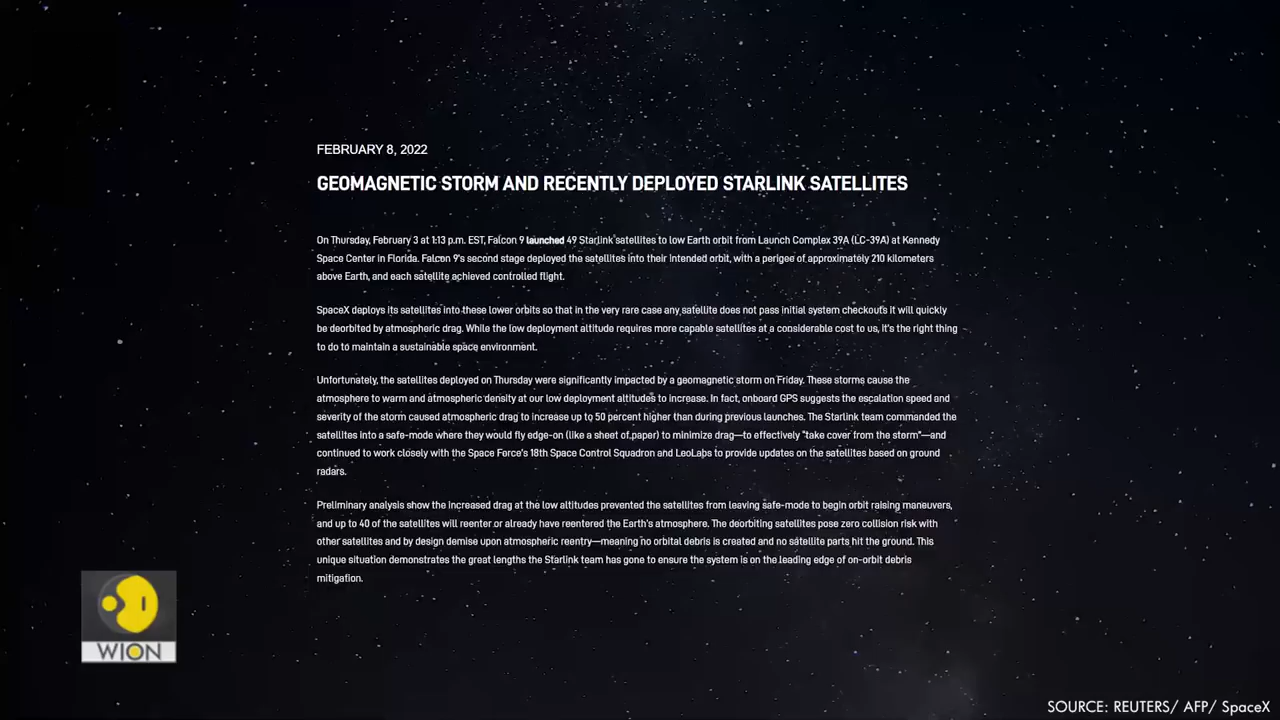 FEBRUARY 8, 2022
GEOMAGNETIC STORM AND RECENTLY DEPLOYED STARLINK SATELLITES
On Thursday, February 3 at 1:13 p.m. EST, Falcon 9 launched 49 Starlink satellites to low Earth orbit from Launch Complex 39A (LC-39A) at Kennedy
Space Center in Florida. Falcon 9's second stage deployed the satellites into their intended orbit, with a perigee of approximately 210 kilometers
above Earth, and each satellite achieved controlled flight.
SpaceX deploys its satellites into these lower orbits so that in the very rare case any satellite does not pass initial system checkouts it will quickly
be deorbited by atmospheric drag. While the low deployment altitude requires more capable satellites at a considerable cost to us, it's the right thing
to do to maintain a sustainable space environment.
Unfortunately, the satellites deployed on Thursday were significantly impacted by a geomagnetic storm on Friday. These storms cause the
atmosphere to warm and atmospheric density at our low deployment altitudes to increase. In fact, onboard GPS suggests the escalation speed and
severity of the storm caused atmospheric drag to increase up to 50 percent higher than during previous launches. The Starlink team commanded the
satellites into a safe-mode where they would fly edge-on (like a sheet of paper) to minimize drag—to effectively "take cover from the storm"—and
continued to work closely with the Space Force's 18th Space Control Squadron and LeoLabs to provide updates on the satellites based on ground
radars.
Preliminary analysis show the increased drag at the low altitudes prevented the satellites from leaving safe-mode to begin orbit raising maneuvers,
and up to 40 of the satellites will reenter or already have reentered the Earth's atmosphere. The deorbiting satellites pose zero collision risk with
other satellites and by design demise upon atmospheric reentry—meaning no orbital debris is created and no satellite parts hit the ground. This
unique situation demonstrates the great lengths the Starlink team has gone to ensure the system is on the leading edge of on-orbit debris
mitigation.
WION
SOURCE: REUTERS/ AFP/ SpaceX